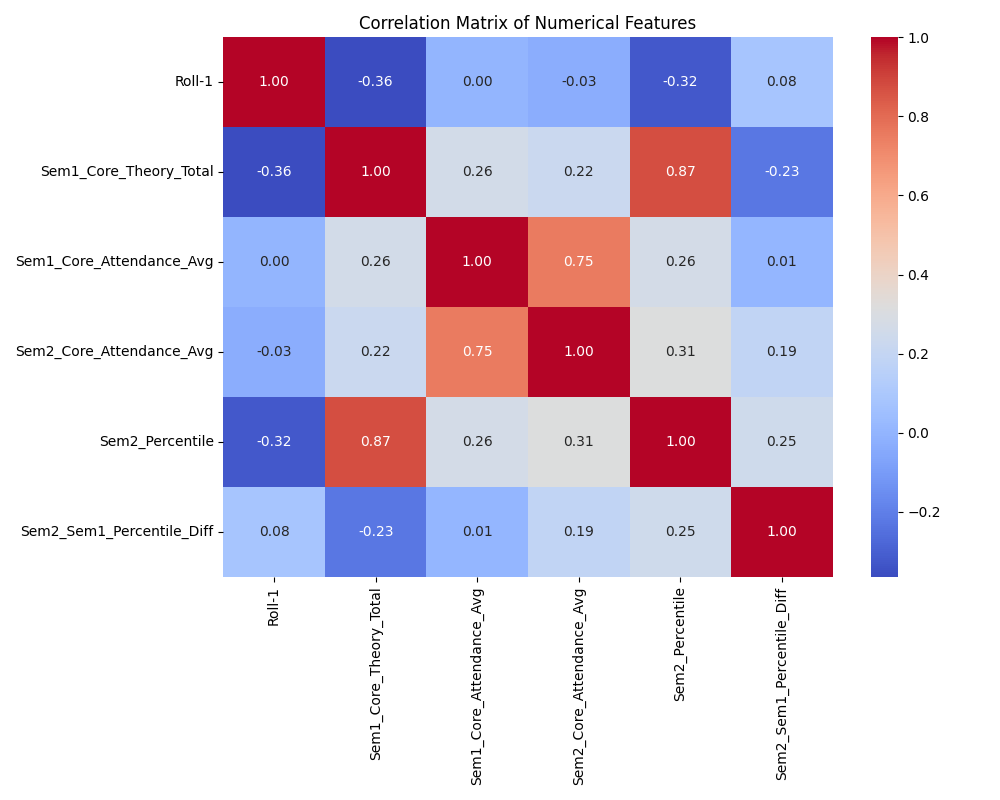 Correlation Matrix of Numerical Features
Roll-1 1.00 -0.36 0.00 -0.03 -0.32 0.08
Sem1_Core_Theory_Total -0.36 1.00 0.26 0.22 0.87 -0.23
Sem1_Core_Attendance_Avg 0.00 0.26 1.00 0.75 0.26 0.01
Sem2_Core_Attendance_Avg -0.03 0.22 0.75 1.00 0.31 0.19
Sem2_Percentile -0.32 0.87 0.26 0.31 1.00 0.25
Sem2_Sem1_Percentile_Diff 0.08 -0.23 0.01 0.19 0.25 1.00
Roll-1
Sem1_Core_Theory_Total
Sem1_Core_Attendance_Avg
Sem2_Core_Attendance_Avg
Sem2_Percentile
Sem2_Sem1_Percentile_Diff
1.0
0.8
0.6
0.4
0.2
0.0
−0.2